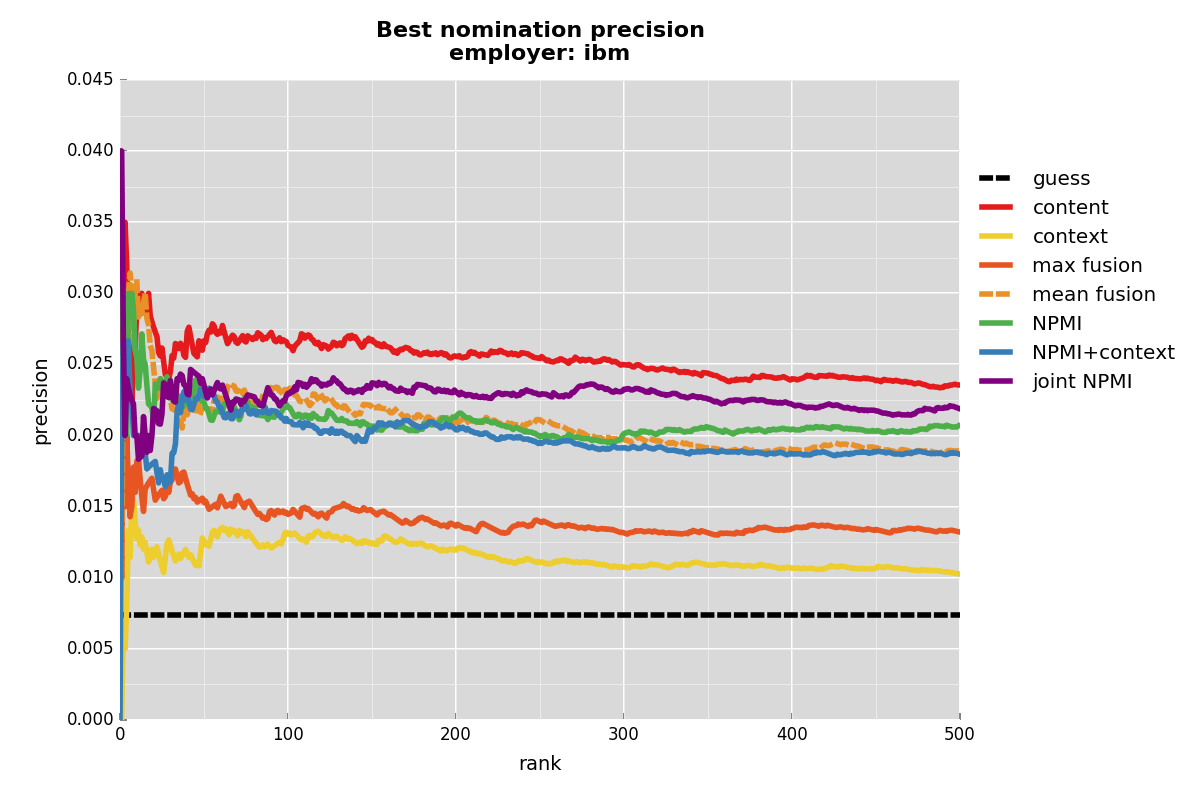 Best nomination precision
employer: ibm
precision
0.045
0.040
0.035
0.030
0.025
0.020
0.015
0.010
0.005
0.000
0
100
200
300
400
500
rank
guess
content
context
max fusion
mean fusion
NPMI
NPMI+context
joint NPMI